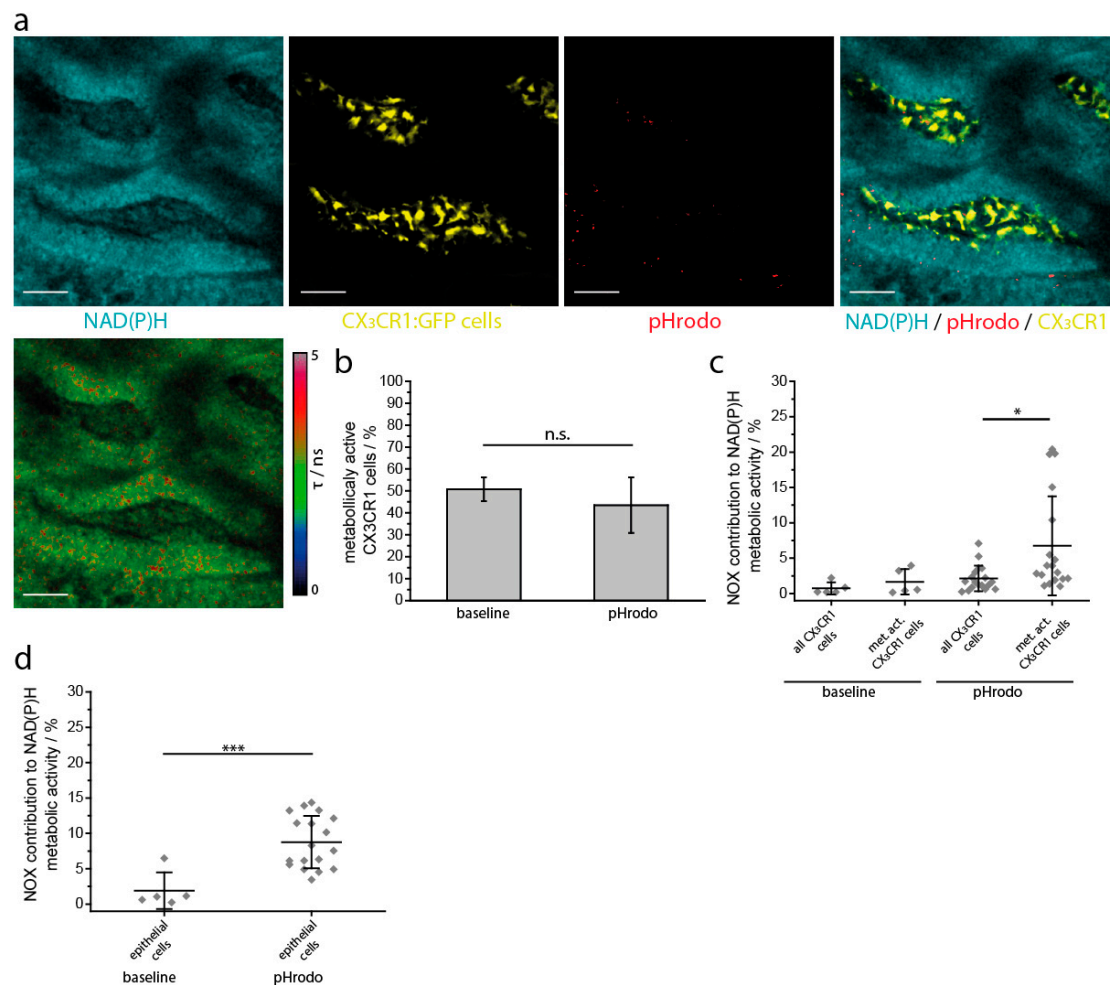 a
NAD(P)H
CX₃CR1:GFP cells
pHrodo
NAD(P)H / pHrodo / CX₃CR1
5
τ / ns
0
b
metabollicaly active
CX3CR1 cells / %
100
90
80
70
60
50
40
30
20
10
0
n.s.
baseline
pHrodo
c
NOX contribution to NAD(P)H
metabolic activity / %
30
25
20
15
10
5
0
*
all CX₃CR1
cells
met. act.
CX₃CR1 cells
all CX₃CR1
cells
met. act.
CX₃CR1 cells
baseline
pHrodo
d
NOX contribution to NAD(P)H
metabolic activity / %
30
25
20
15
10
5
0
***
epithelial
cells
epithelial
cells
baseline
pHrodo